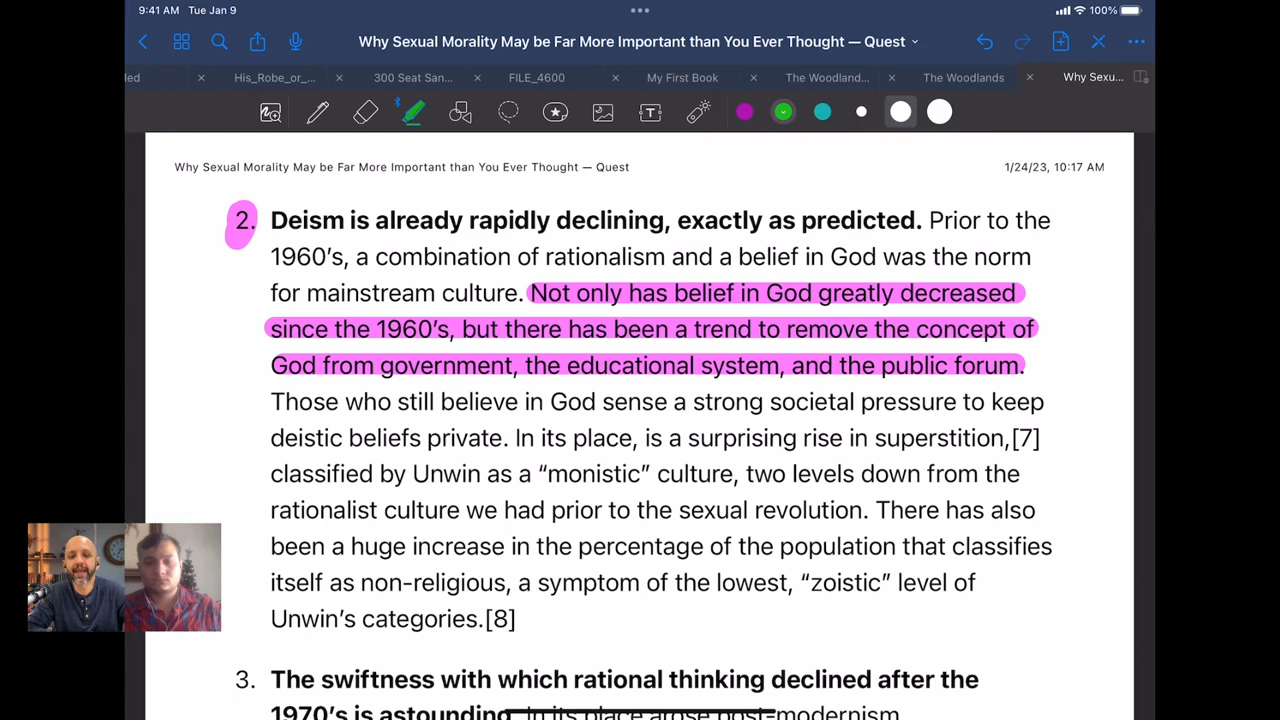 9:41 AM Tue Jan 9
100%
Why Sexual Morality May be Far More Important than You Ever Thought — Quest
His_Robe_or_...
300 Seat San...
FILE_4600
My First Book
The Woodland...
The Woodlands
Why Sexu...
Why Sexual Morality May be Far More Important than You Ever Thought — Quest
1/24/23, 10:17 AM
2. Deism is already rapidly declining, exactly as predicted. Prior to the
1960's, a combination of rationalism and a belief in God was the norm
for mainstream culture. Not only has belief in God greatly decreased
since the 1960's, but there has been a trend to remove the concept of
God from government, the educational system, and the public forum.
Those who still believe in God sense a strong societal pressure to keep
deistic beliefs private. In its place, is a surprising rise in superstition,[7]
classified by Unwin as a “monistic” culture, two levels down from the
rationalist culture we had prior to the sexual revolution. There has also
been a huge increase in the percentage of the population that classifies
itself as non-religious, a symptom of the lowest, “zoistic” level of
Unwin's categories.[8]
3. The swiftness with which rational thinking declined after the
1970's is astounding. In its place arose post-modernism